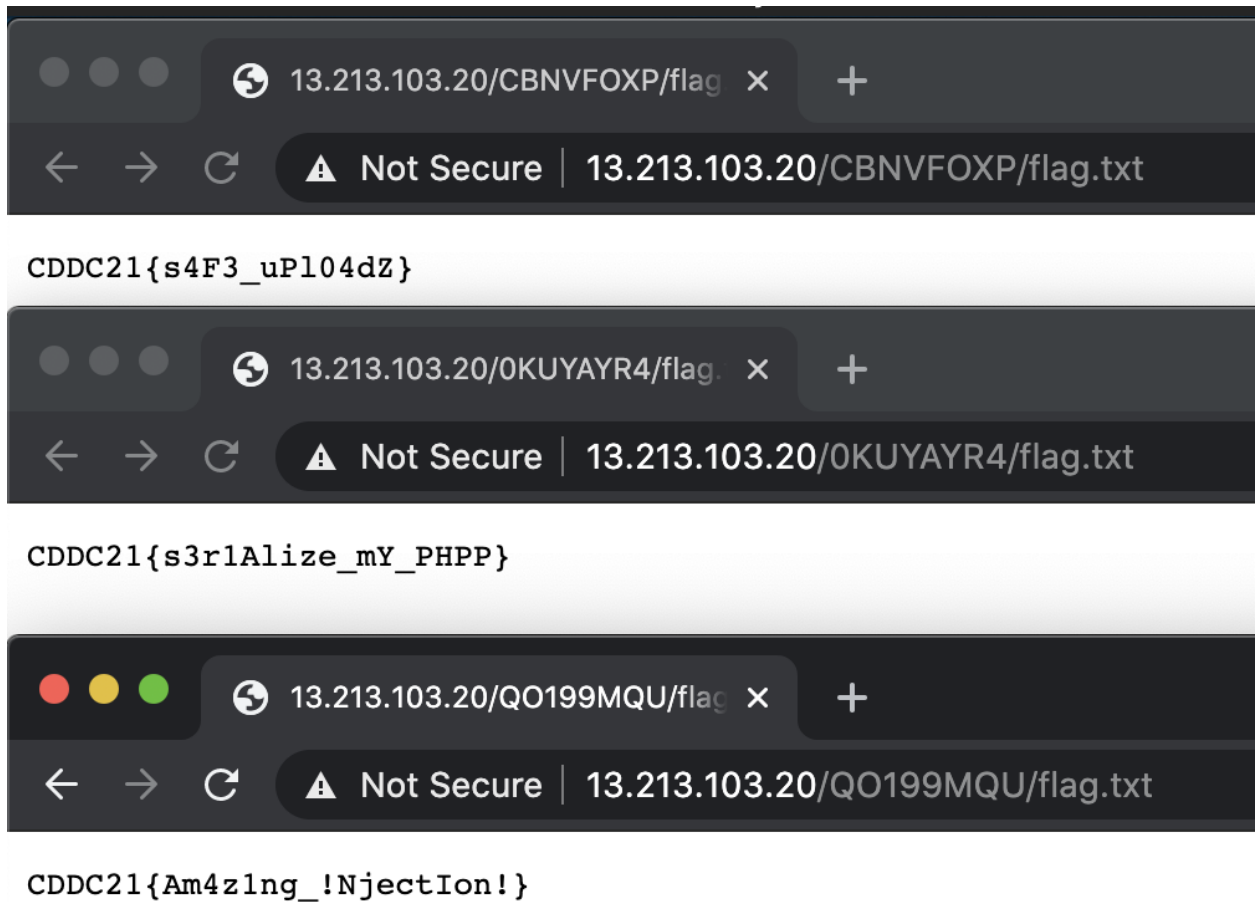 13.213.103.20/CBNVFOXP/flag
Not Secure | 13.213.103.20/CBNVFOXP/flag.txt
CDDC21{s4F3_uPl04dZ}
13.213.103.20/0KUYAYR4/flag.
Not Secure | 13.213.103.20/0KUYAYR4/flag.txt
CDDC21{s3r1Alize_mY_PHPP}
13.213.103.20/QO199MQU/flag
Not Secure | 13.213.103.20/QO199MQU/flag.txt
CDDC21{Am4z1ng_!NjectIon!}